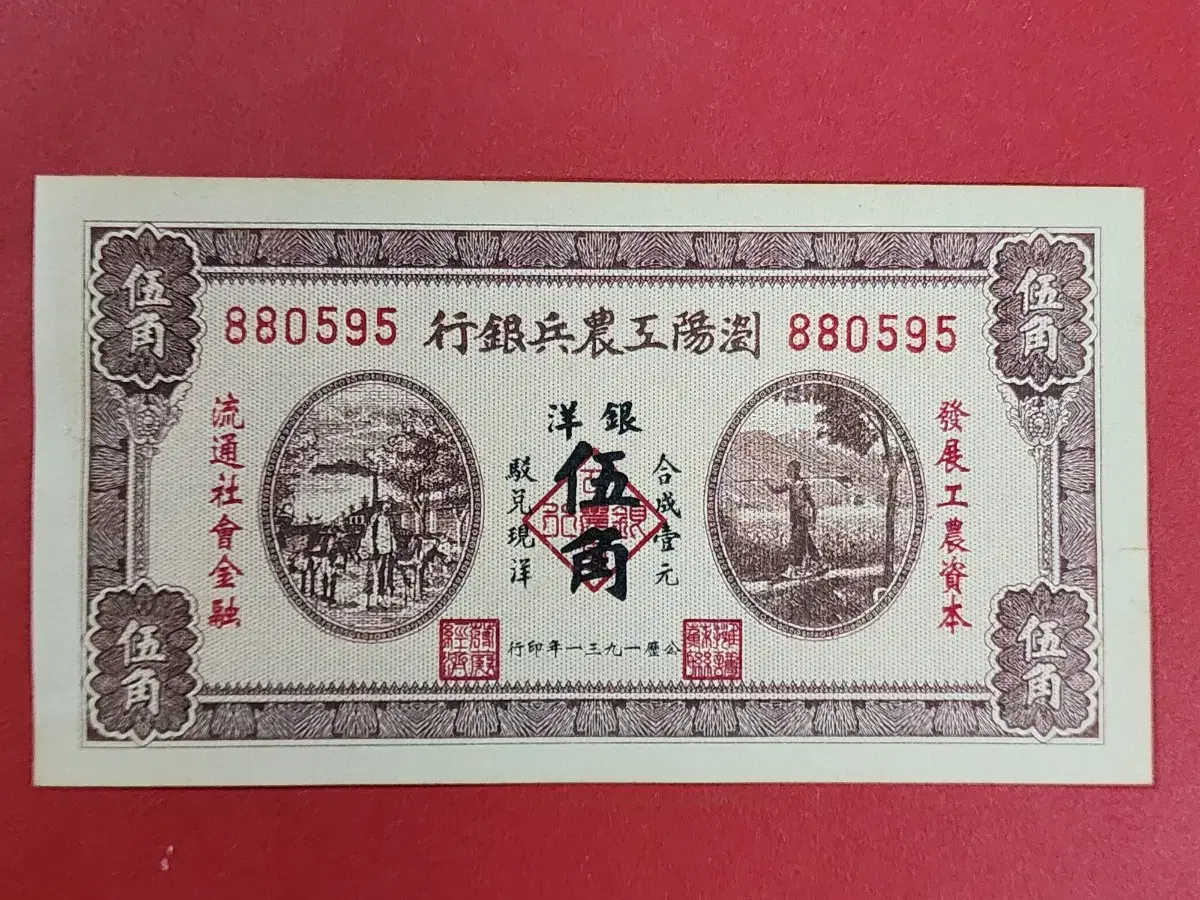 伍角
伍角
880595
瀏陽工農兵銀行
880595
發展工農資本
銀洋
合成壹元
伍角
駁兌現洋
流通社會金融
公歷一九三一年印行
伍角
伍角